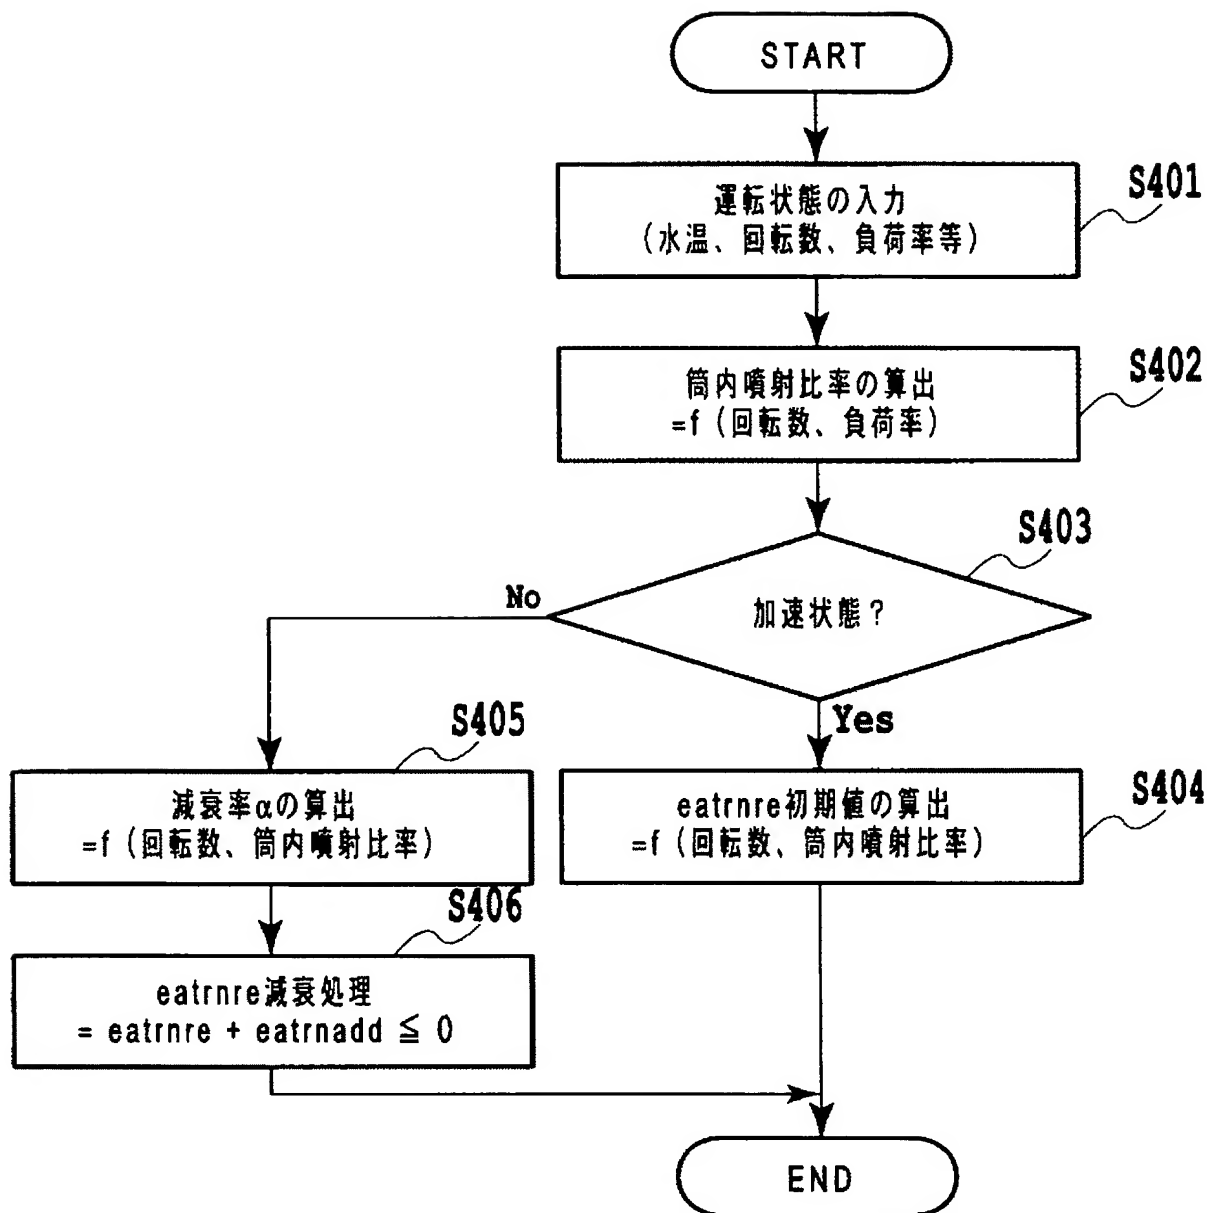 START
S401
運転状態の入力
(水温、回転数、負荷率等)
S402
筒内噴射比率の算出
=f (回転数、負荷率)
S403
加速状態?
No
Yes
S405
減衰率αの算出
=f (回転数、筒内噴射比率)
S404
eatrnre初期値の算出
=f (回転数、筒内噴射比率)
S406
eatrnre減衰処理
= eatrnre + eatrnadd ≦ 0
END